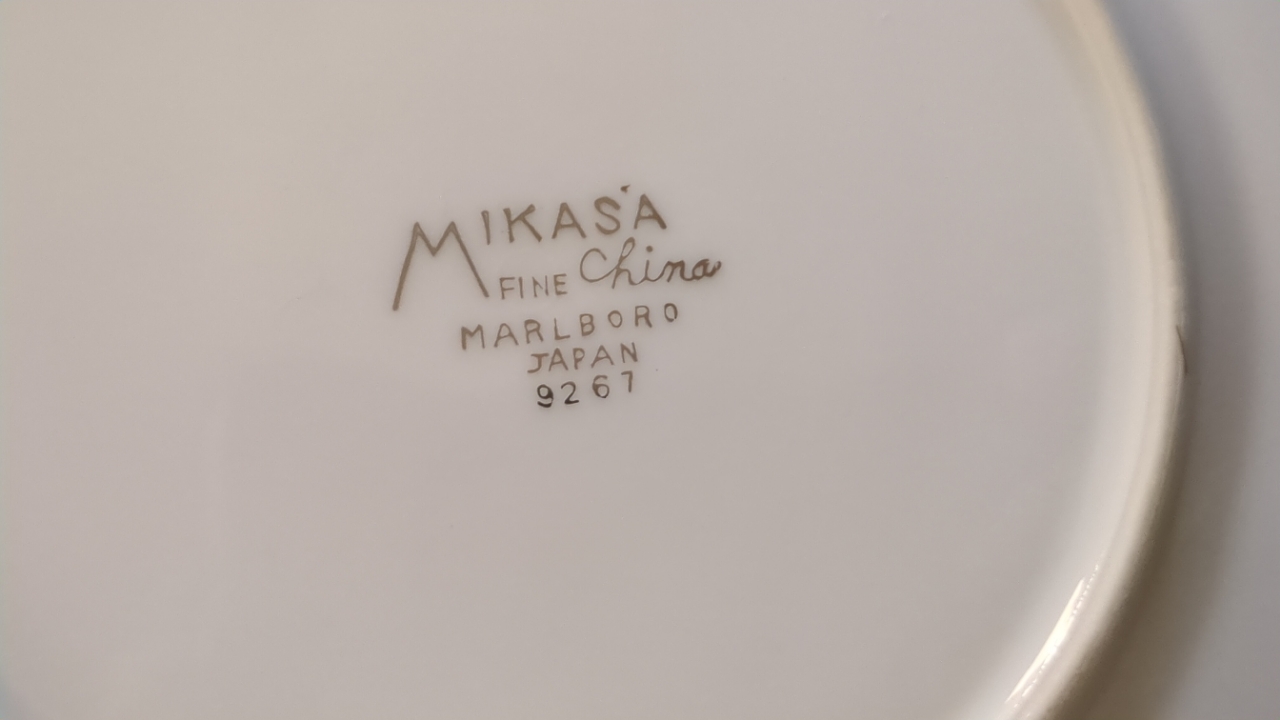 MIKASA
FINE China
MARLBORO
JAPAN
9267